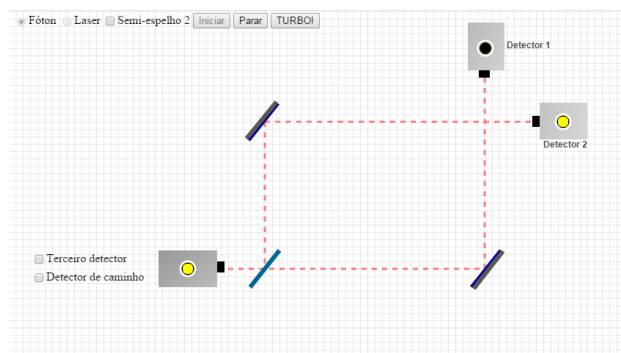 Fóton Laser Semi-espelho 2 Iniciar Parar TURBO!
Detector 1
Detector 2
Terceiro detector
Detector de caminho